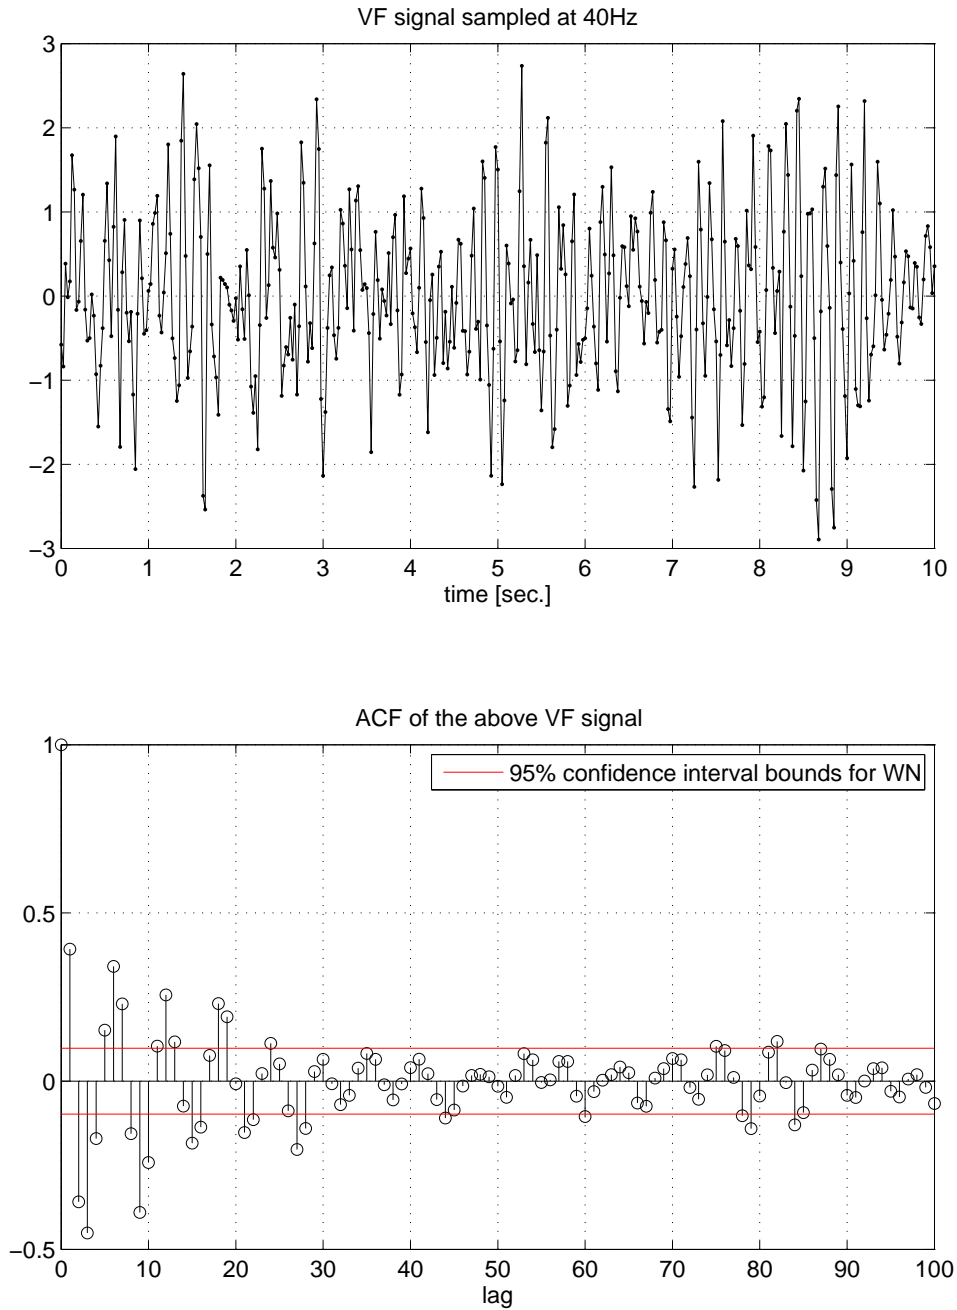 VF signal sampled at 40Hz
3
2
1
0
−1
−2
−3
0 1 2 3 4 5 6 7 8 9 10
time [sec.]
ACF of the above VF signal
1
95% confidence interval bounds for WN
0.5
0
−0.5
0 10 20 30 40 50 60 70 80 90 100
lag